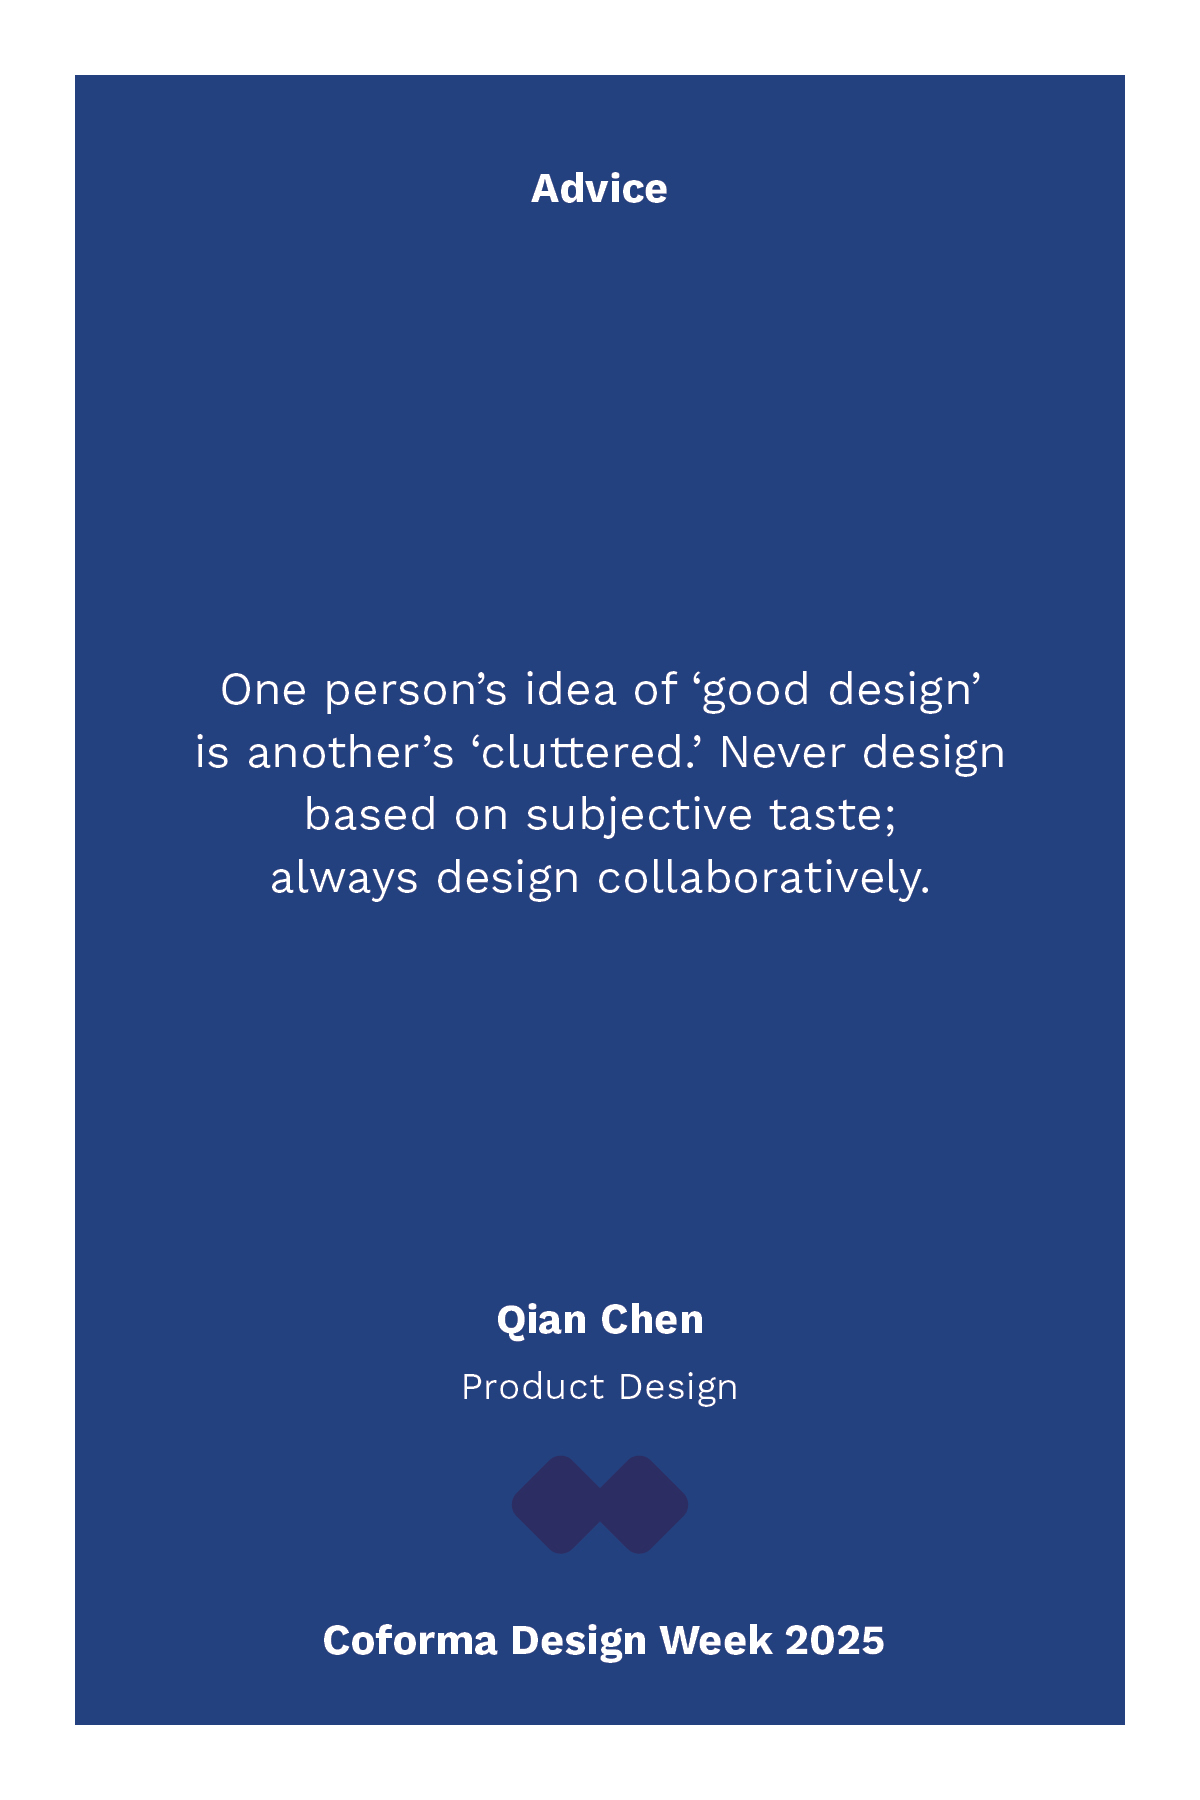 Advice
One person’s idea of ‘good design’
is another’s ‘cluttered.’ Never design
based on subjective taste;
always design collaboratively.
Qian Chen
Product Design
Coforma Design Week 2025